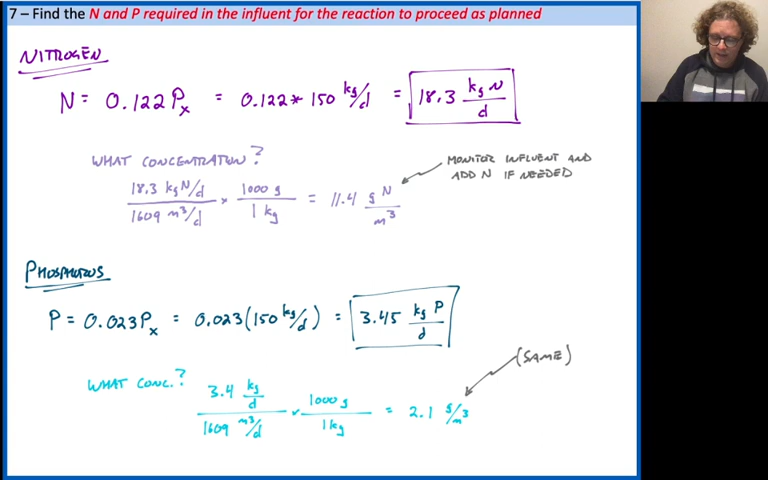 7 – Find the N and P required in the influent for the reaction to proceed as planned
NITROGEN
N = 0.122 Px = 0.122 * 150 kg/d = 18.3 kg N/d
WHAT CONCENTRATION?
18.3 kg N/d / 1609 m³/d * 1000 g / 1 kg = 11.4 g N/m³
MONITOR INFLUENT AND
ADD N IF NEEDED
PHOSPHORUS
P = 0.023 Px = 0.023 (150 kg/d) = 3.45 kg P/d
(SAME)
WHAT CONC.? 3.4 kg/d / 1609 m³/d * 1000 g / 1 kg = 2.1 g/m³